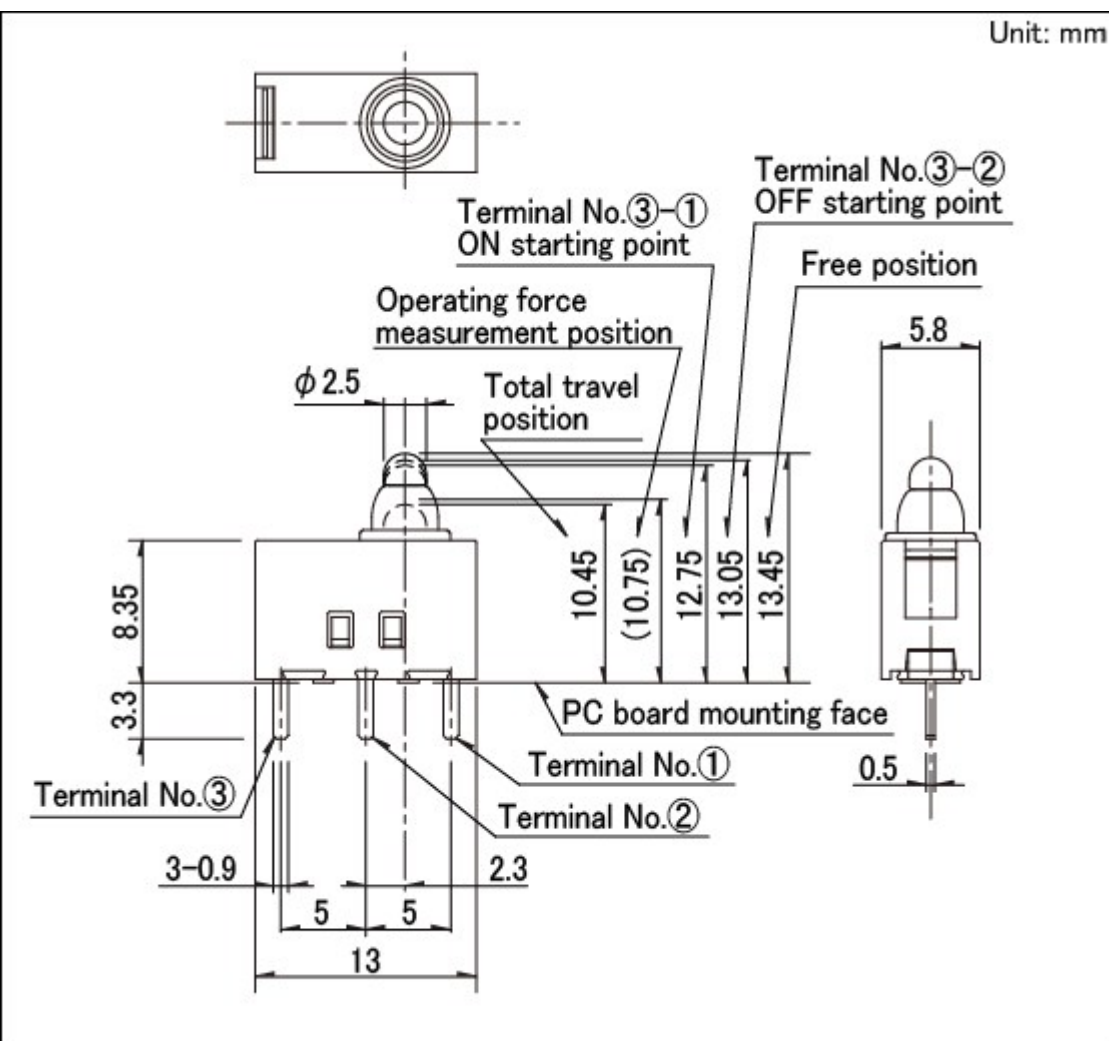 Unit: mm
Terminal No.③-②
OFF starting point
Terminal No.③-①
ON starting point
Free position
Operating force
measurement position
5.8
φ2.5
Total travel
position
10.45
(10.75)
12.75
13.05
13.45
8.35
3.3
PC board mounting face
Terminal No.①
0.5
Terminal No.③
Terminal No.②
3-0.9
2.3
5
5
13